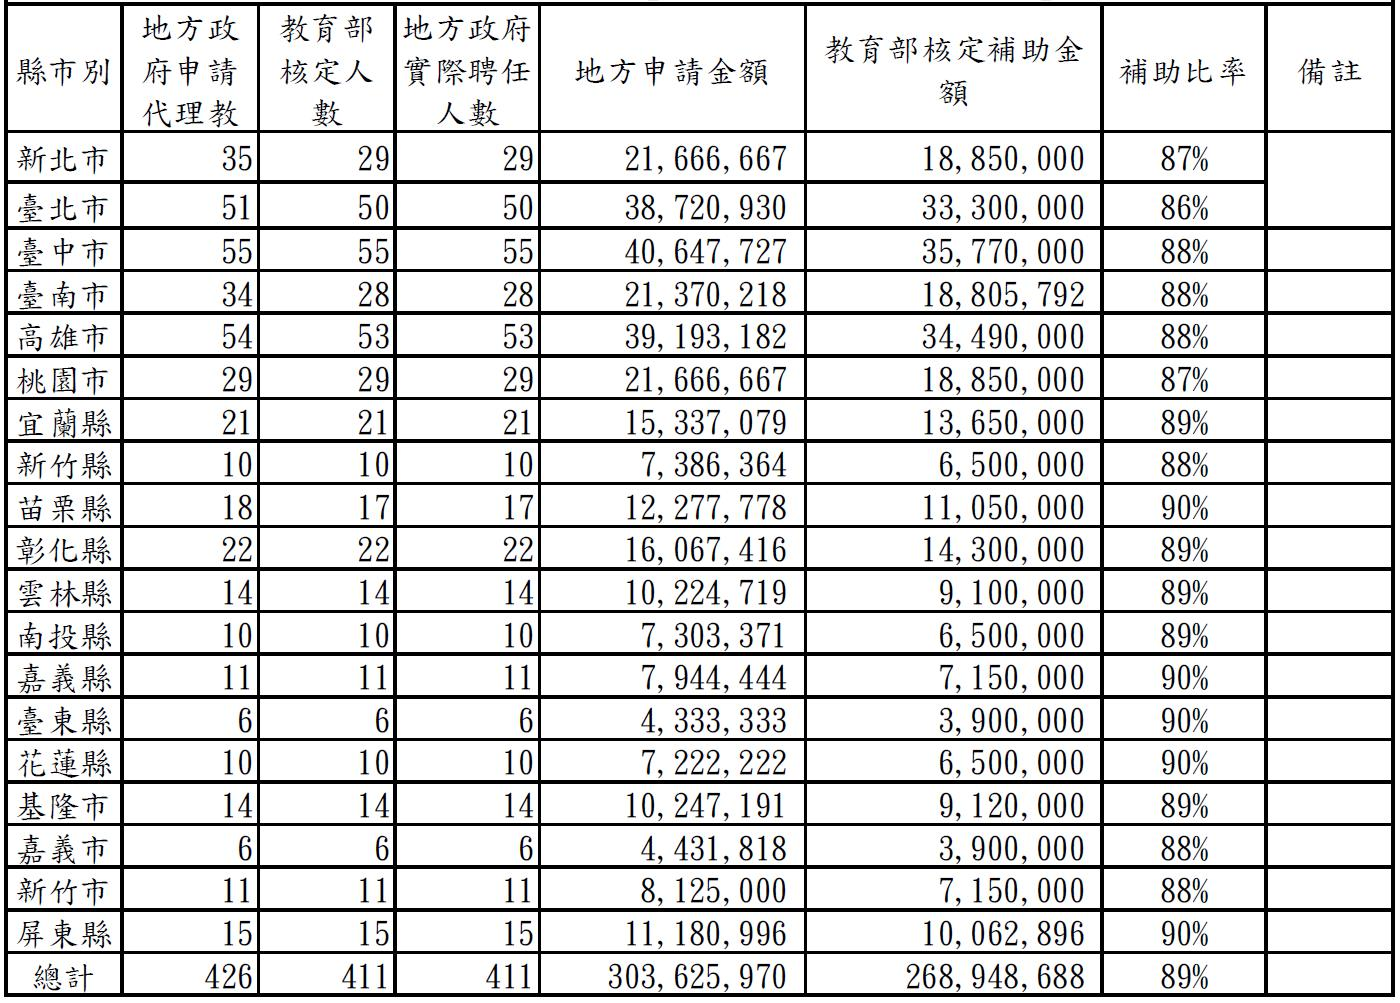 縣市別 地方政府申請代理教 教育部核定人數 地方政府實際聘任人數 地方申請金額 教育部核定補助金額 補助比率 備註
新北市 35 29 29 21,666,667 18,850,000 87%
臺北市 51 50 50 38,720,930 33,300,000 86%
臺中市 55 55 55 40,647,727 35,770,000 88%
臺南市 34 28 28 21,370,218 18,805,792 88%
高雄市 54 53 53 39,193,182 34,490,000 88%
桃園市 29 29 29 21,666,667 18,850,000 87%
宜蘭縣 21 21 21 15,337,079 13,650,000 89%
新竹縣 10 10 10 7,386,364 6,500,000 88%
苗栗縣 18 17 17 12,277,778 11,050,000 90%
彰化縣 22 22 22 16,067,416 14,300,000 89%
雲林縣 14 14 14 10,224,719 9,100,000 89%
南投縣 10 10 10 7,303,371 6,500,000 89%
嘉義縣 11 11 11 7,944,444 7,150,000 90%
臺東縣 6 6 6 4,333,333 3,900,000 90%
花蓮縣 10 10 10 7,222,222 6,500,000 90%
基隆市 14 14 14 10,247,191 9,120,000 89%
嘉義市 6 6 6 4,431,818 3,900,000 88%
新竹市 11 11 11 8,125,000 7,150,000 88%
屏東縣 15 15 15 11,180,996 10,062,896 90%
總計 426 411 411 303,625,970 268,948,688 89%